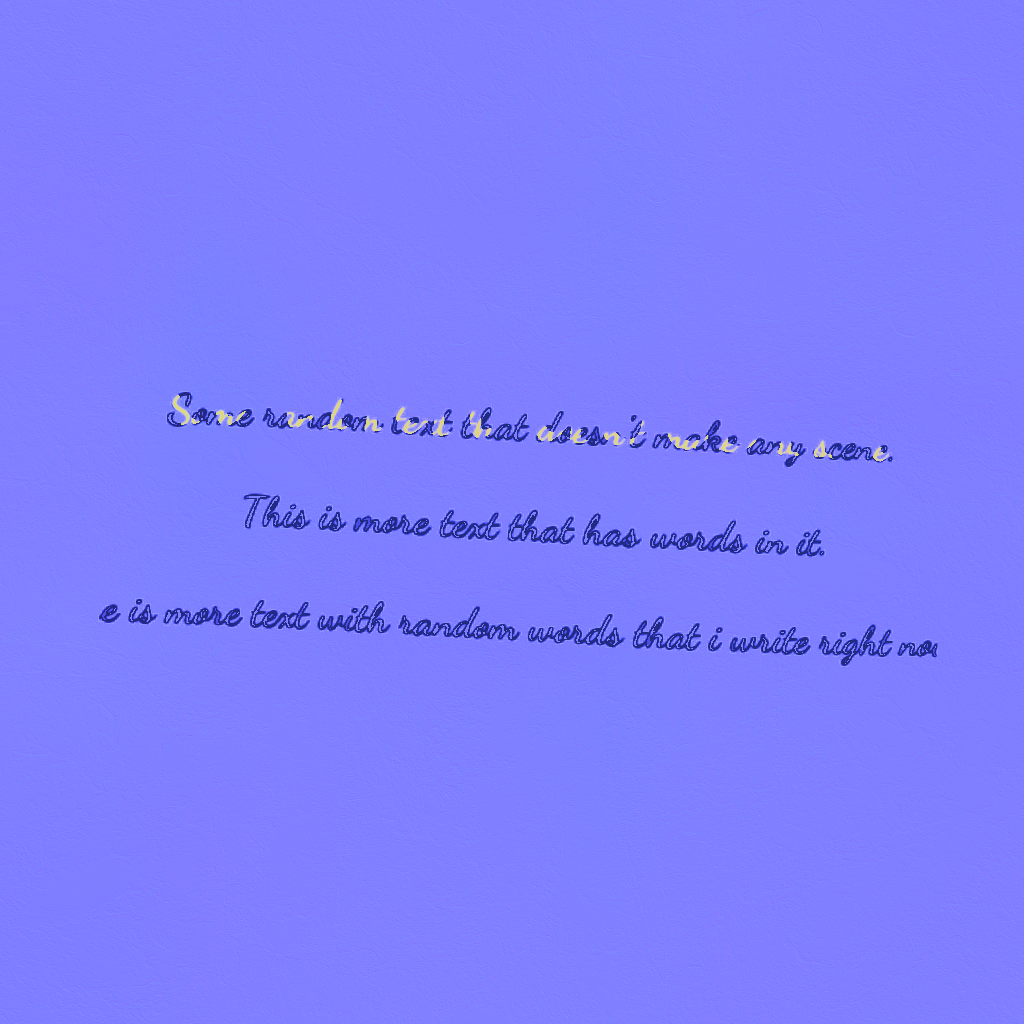 Some random text that doesn't make any scene.
This is more text that has words in it.
e is more text with random words that i write right